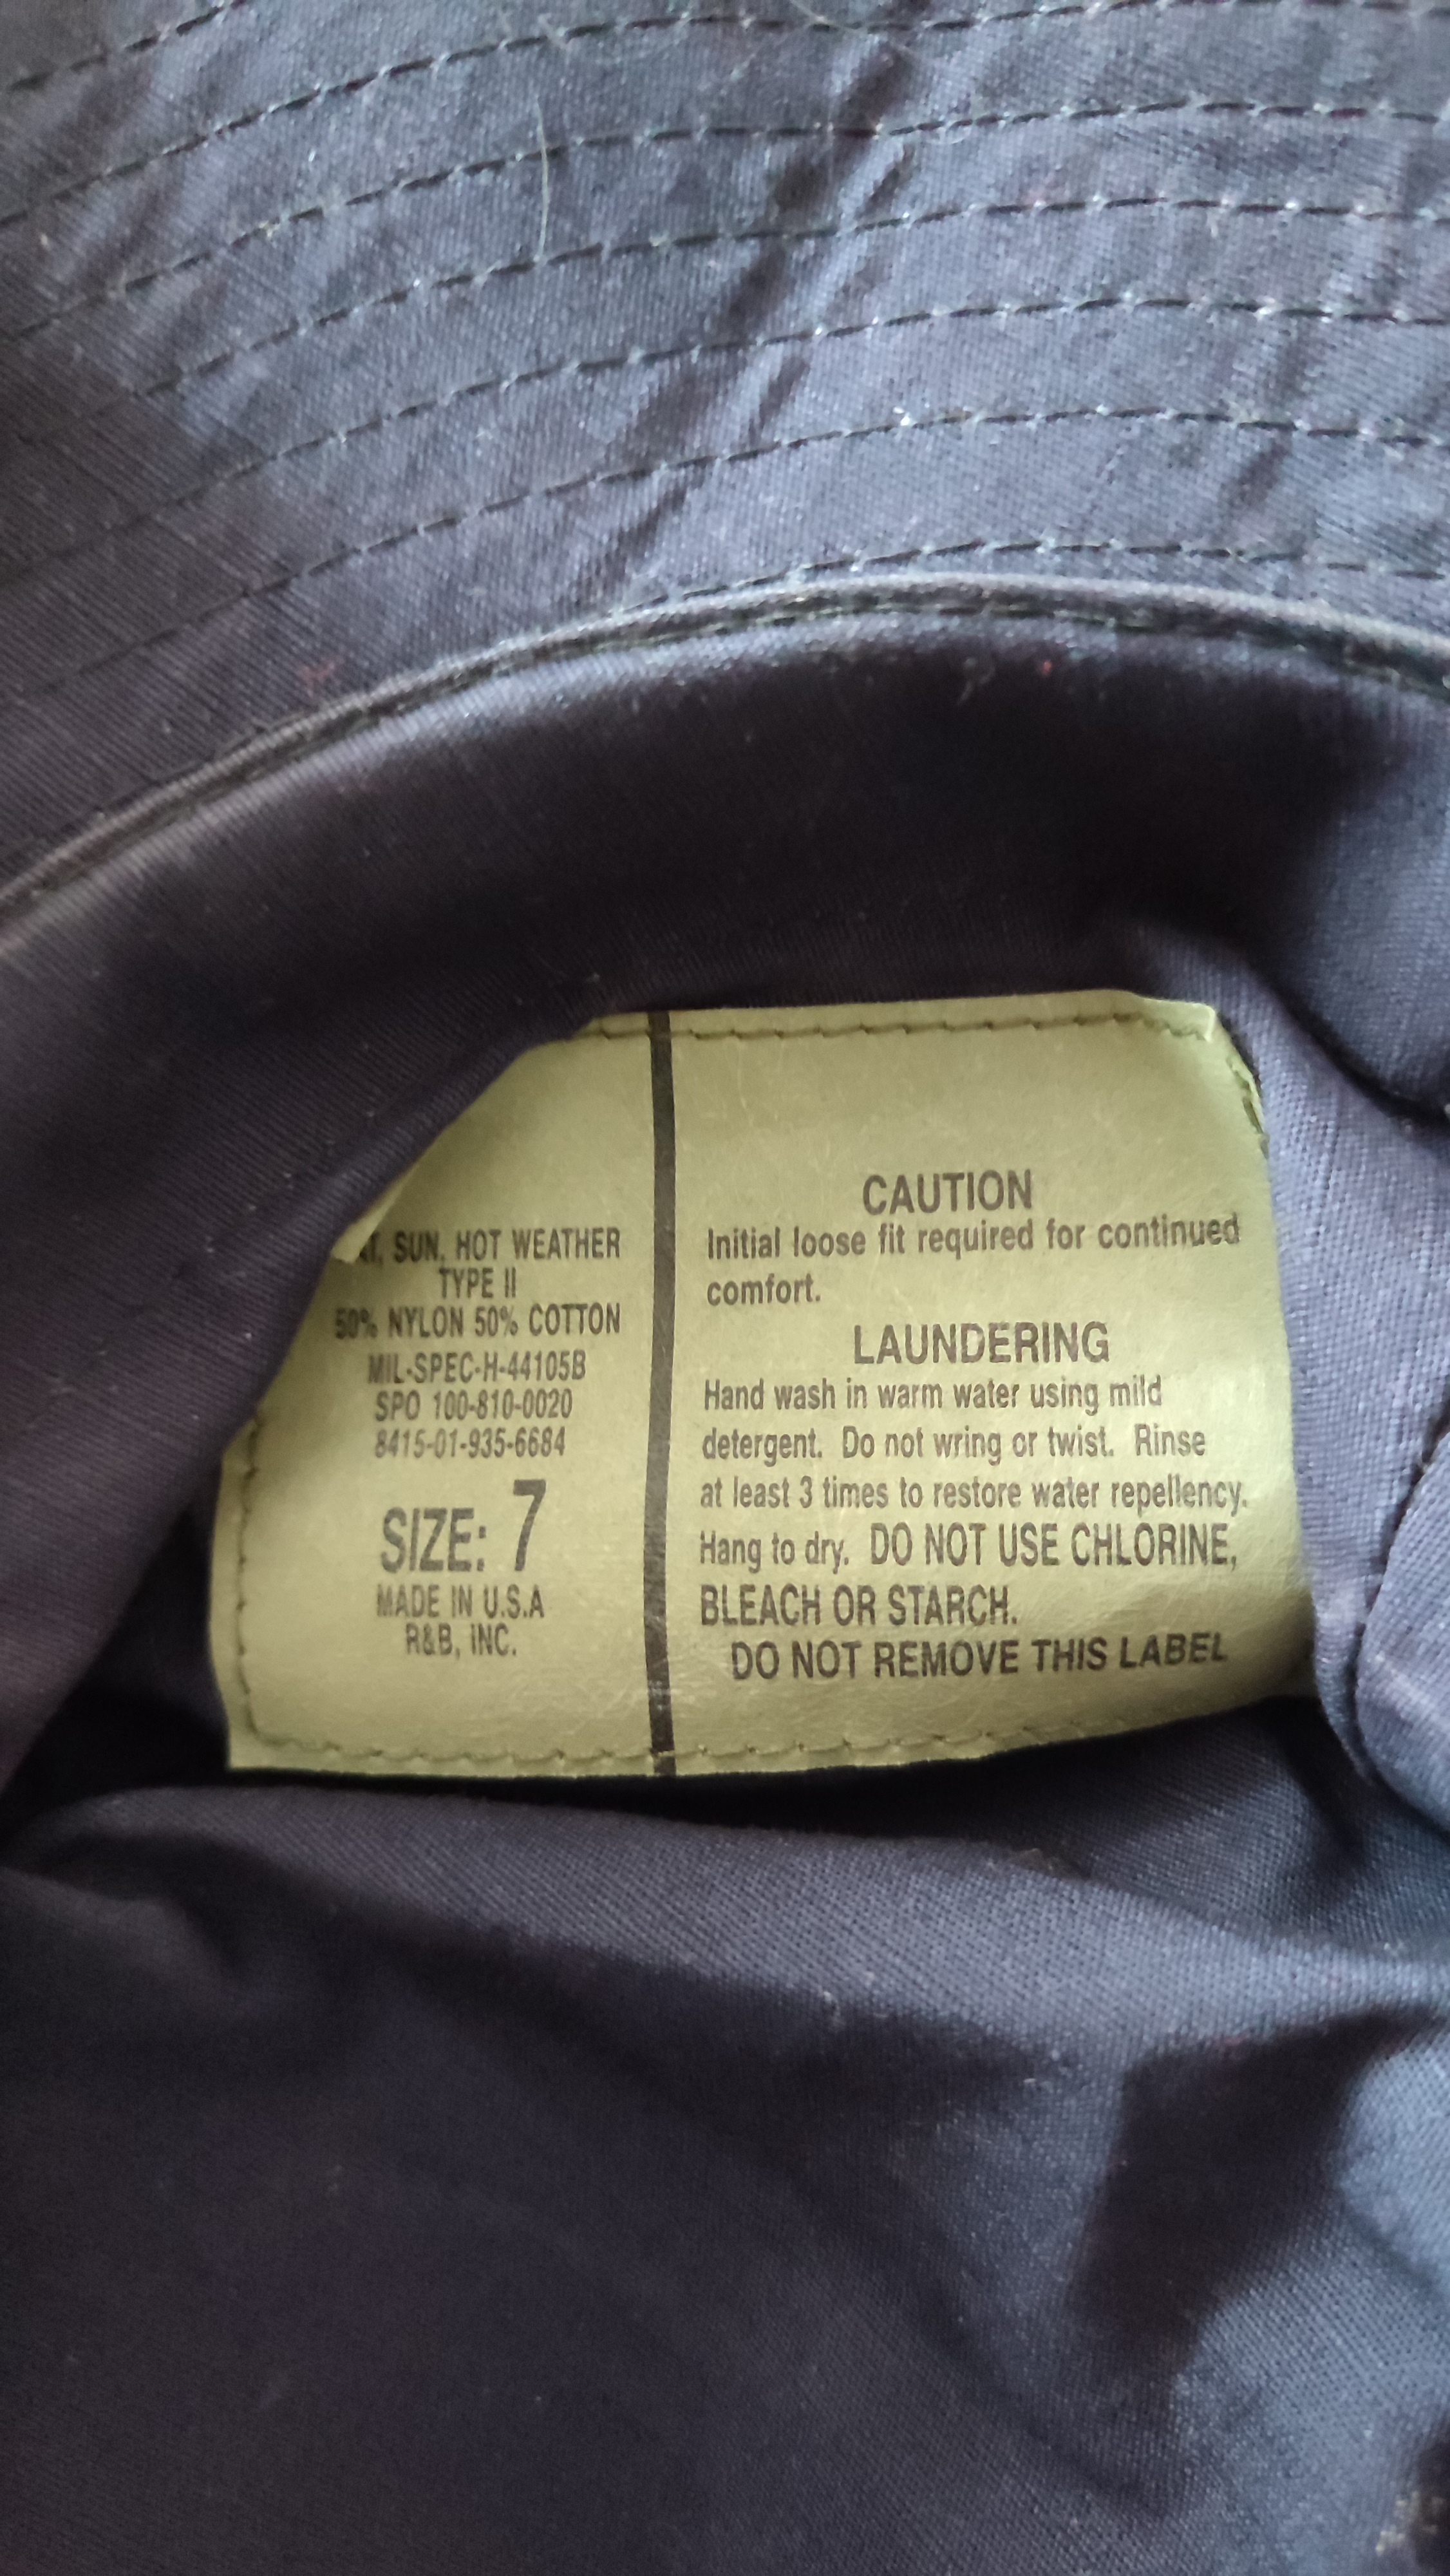 SUN, HOT WEATHER
TYPE II
50% NYLON 50% COTTON
MIL-SPEC-H-44105B
SPO 100-810-0020
8415-01-935-6684
SIZE: 7
MADE IN U.S.A
R&B, INC.
CAUTION
Initial loose fit required for continued
comfort.
LAUNDERING
Hand wash in warm water using mild
detergent. Do not wring or twist. Rinse
at least 3 times to restore water repellency.
Hang to dry. DO NOT USE CHLORINE,
BLEACH OR STARCH.
DO NOT REMOVE THIS LABEL